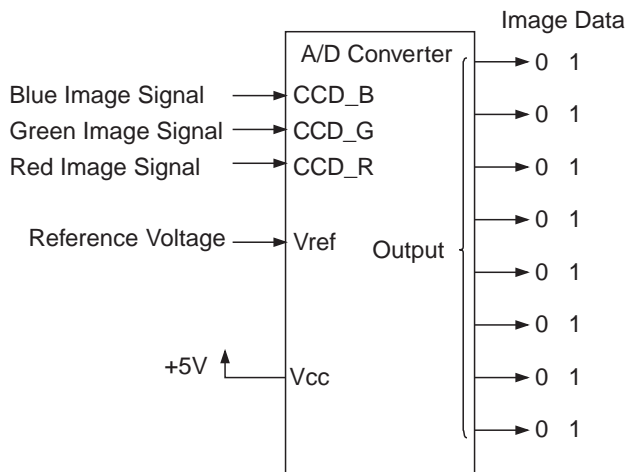 Image Data
A/D Converter
0 1
Blue Image Signal CCD_B
0 1
Green Image Signal CCD_G
Red Image Signal CCD_R
0 1
0 1
Reference Voltage Vref
Output
0 1
0 1
+5V Vcc
0 1
0 1